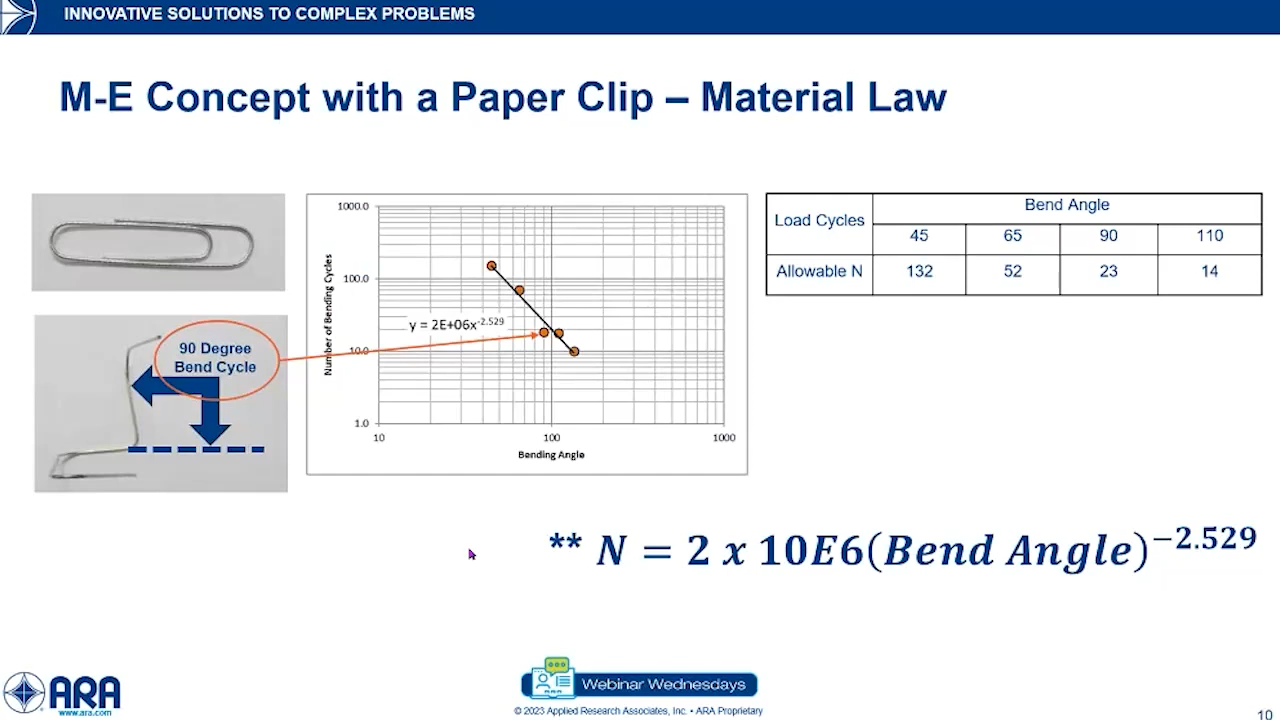 INNOVATIVE SOLUTIONS TO COMPLEX PROBLEMS
M-E Concept with a Paper Clip – Material Law
90 Degree
Bend Cycle
Number of Bending Cycles
1000.0
100.0
10.0
1.0
y = 2E+06x^-2.529
10 100 1000
Bending Angle
Load Cycles Bend Angle
45 65 90 110
Allowable N 132 52 23 14
** N = 2 x 10E6(Bend Angle)^−2.529
ARA
www.ara.com
Webinar Wednesdays
© 2023 Applied Research Associates, Inc. • ARA Proprietary
10